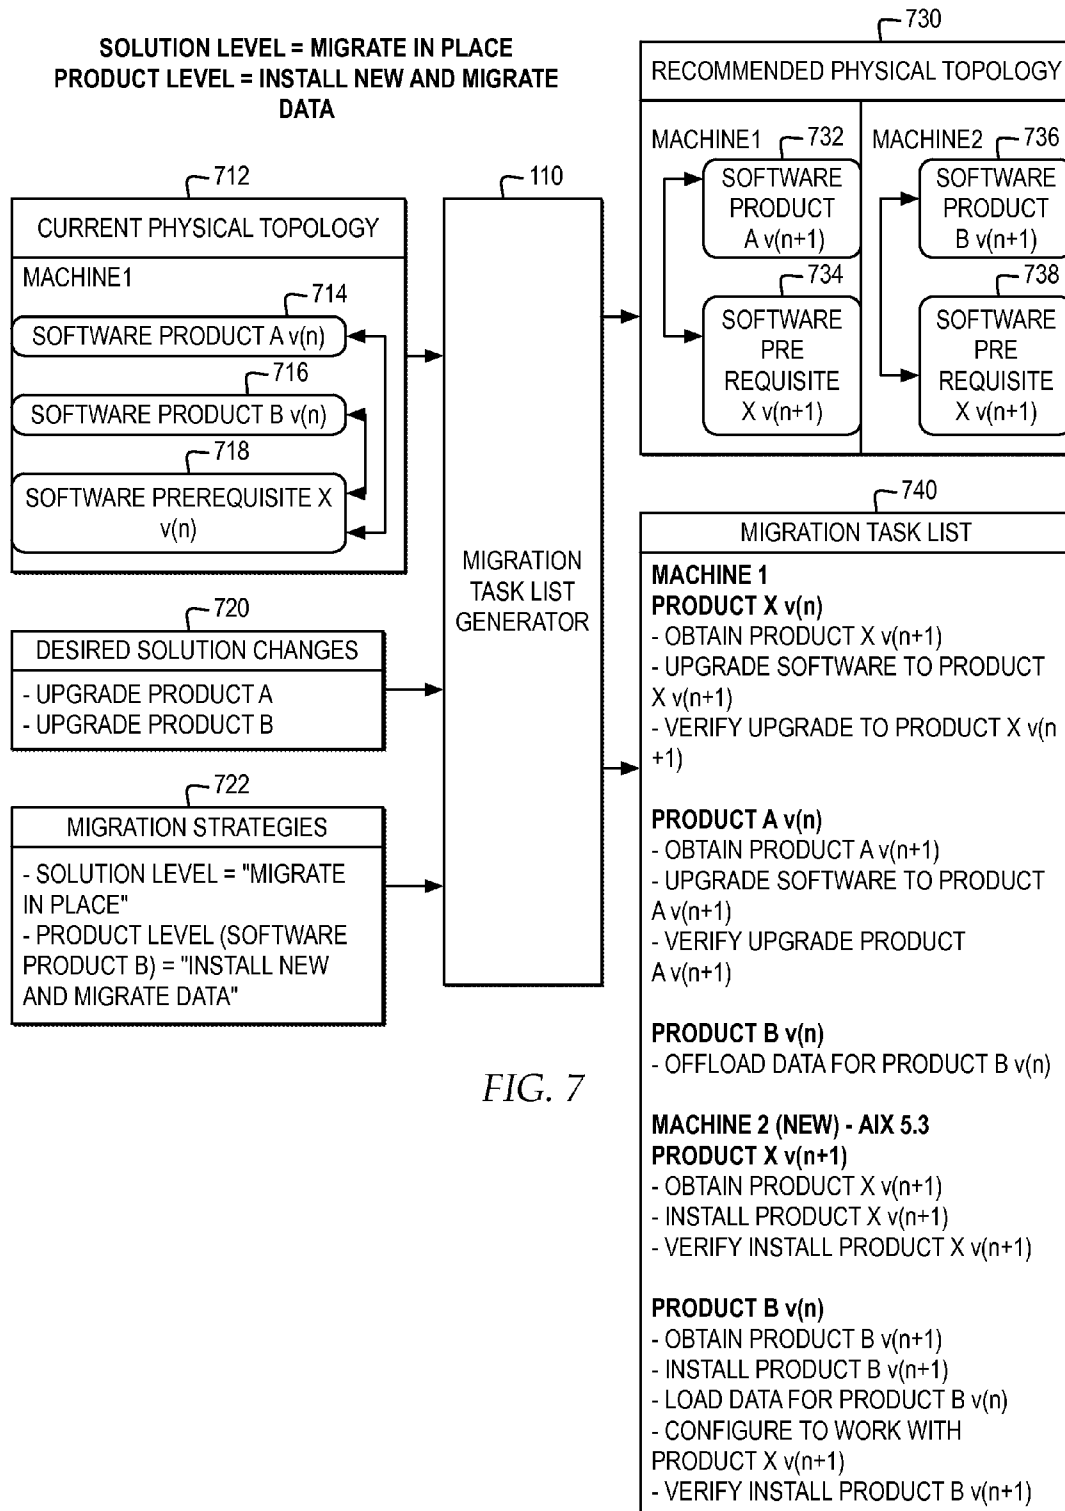 SOLUTION LEVEL = MIGRATE IN PLACE
PRODUCT LEVEL = INSTALL NEW AND MIGRATE
DATA
712
CURRENT PHYSICAL TOPOLOGY
MACHINE1
714
SOFTWARE PRODUCT A v(n)
716
SOFTWARE PRODUCT B v(n)
718
SOFTWARE PREREQUISITE X
v(n)
720
DESIRED SOLUTION CHANGES
- UPGRADE PRODUCT A
- UPGRADE PRODUCT B
722
MIGRATION STRATEGIES
- SOLUTION LEVEL = "MIGRATE
IN PLACE"
- PRODUCT LEVEL (SOFTWARE
PRODUCT B) = "INSTALL NEW
AND MIGRATE DATA"
110
MIGRATION
TASK LIST
GENERATOR
730
RECOMMENDED PHYSICAL TOPOLOGY
MACHINE1
732
SOFTWARE
PRODUCT
A v(n+1)
734
SOFTWARE
PRE
REQUISITE
X v(n+1)
MACHINE2
736
SOFTWARE
PRODUCT
B v(n+1)
738
SOFTWARE
PRE
REQUISITE
X v(n+1)
740
MIGRATION TASK LIST
MACHINE 1
PRODUCT X v(n)
- OBTAIN PRODUCT X v(n+1)
- UPGRADE SOFTWARE TO PRODUCT
X v(n+1)
- VERIFY UPGRADE TO PRODUCT X v(n
+1)
PRODUCT A v(n)
- OBTAIN PRODUCT A v(n+1)
- UPGRADE SOFTWARE TO PRODUCT
A v(n+1)
- VERIFY UPGRADE PRODUCT
A v(n+1)
PRODUCT B v(n)
- OFFLOAD DATA FOR PRODUCT B v(n)
MACHINE 2 (NEW) - AIX 5.3
PRODUCT X v(n+1)
- OBTAIN PRODUCT X v(n+1)
- INSTALL PRODUCT X v(n+1)
- VERIFY INSTALL PRODUCT X v(n+1)
PRODUCT B v(n)
- OBTAIN PRODUCT B v(n+1)
- INSTALL PRODUCT B v(n+1)
- LOAD DATA FOR PRODUCT B v(n)
- CONFIGURE TO WORK WITH
PRODUCT X v(n+1)
- VERIFY INSTALL PRODUCT B v(n+1)
FIG. 7